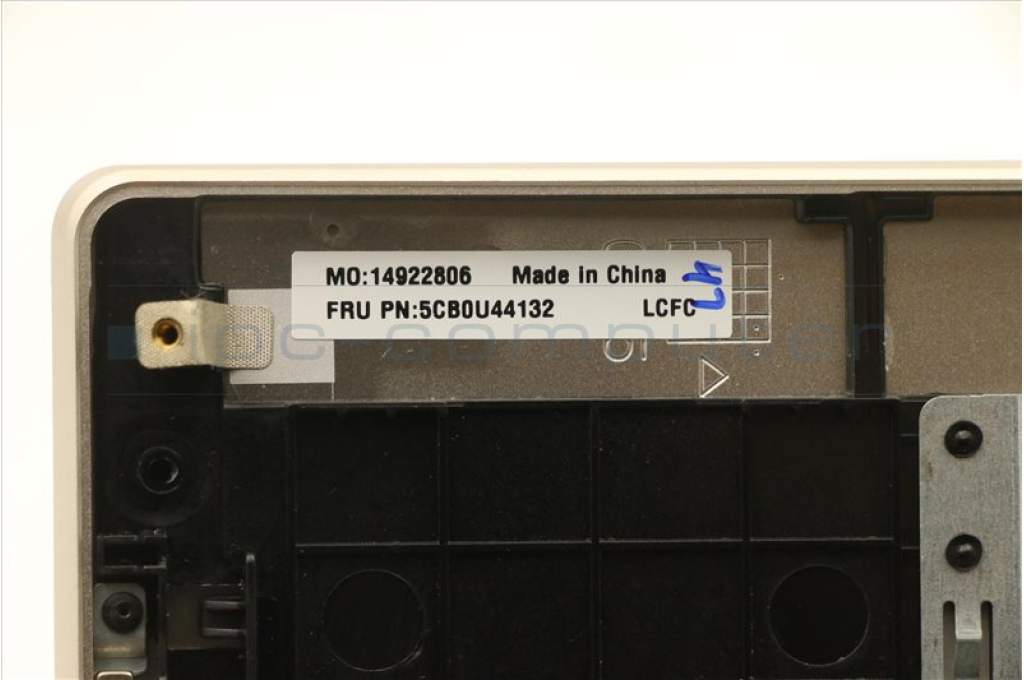 MO:14922806 Made in China
FRU PN:5CB0U44132 LCFC